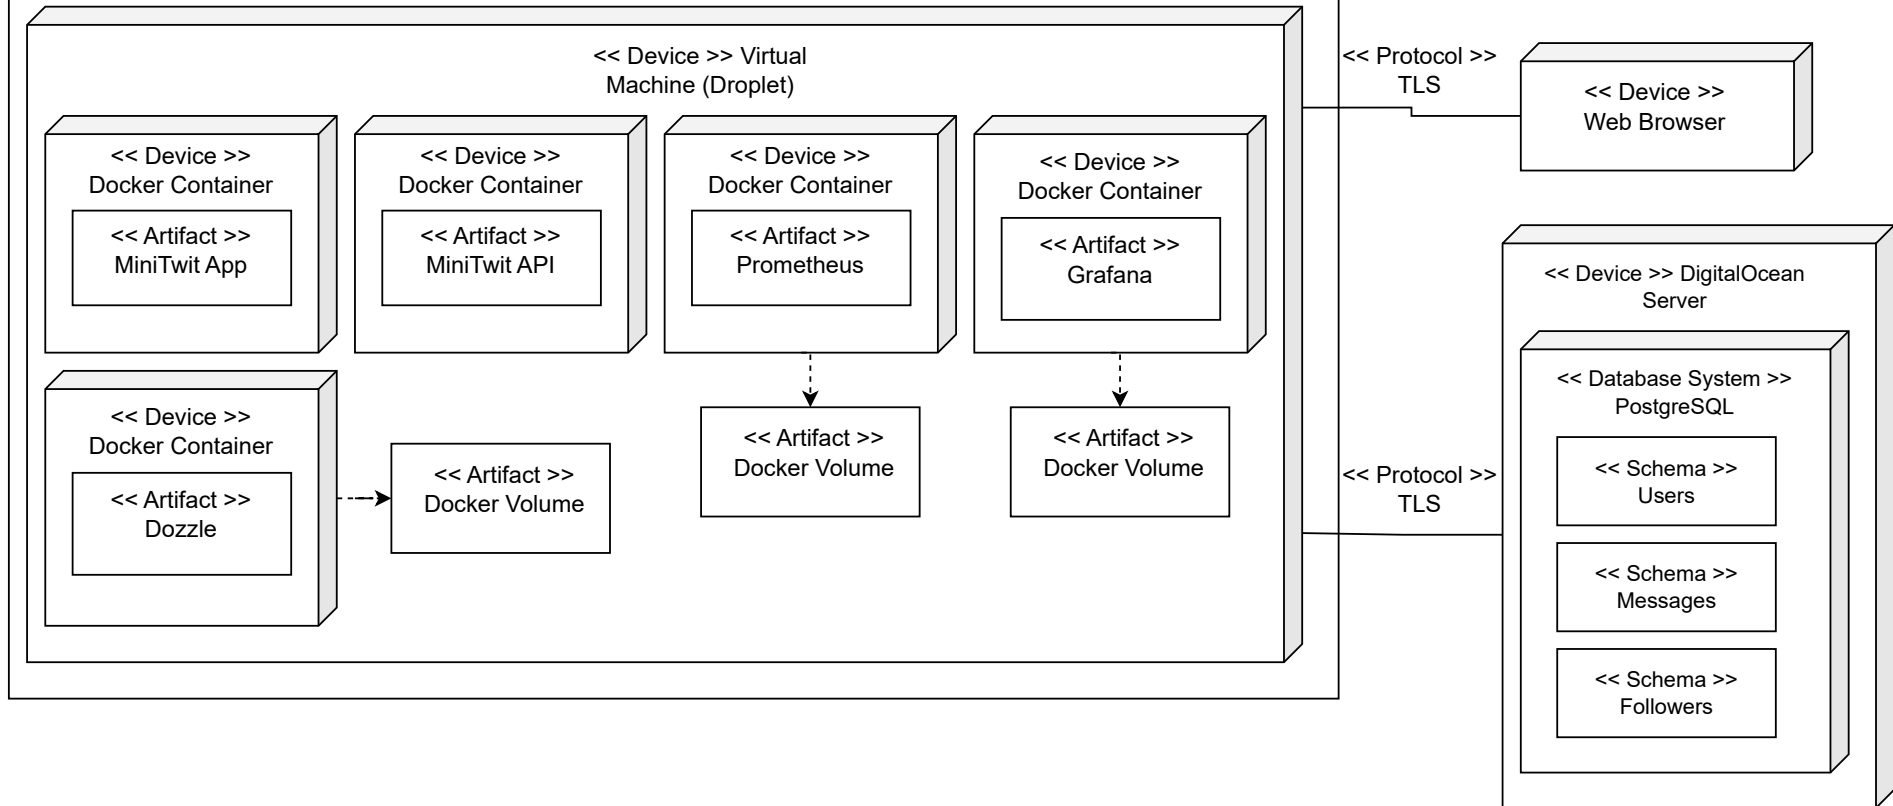 << Device >> Virtual
Machine (Droplet)
<< Protocol >>
TLS
<< Device >>
Web Browser
<< Device >>
Docker Container
<< Artifact >>
MiniTwit App
<< Device >>
Docker Container
<< Artifact >>
MiniTwit API
<< Device >>
Docker Container
<< Artifact >>
Prometheus
<< Device >>
Docker Container
<< Artifact >>
Grafana
<< Device >>
Docker Container
<< Artifact >>
Dozzle
<< Artifact >>
Docker Volume
<< Artifact >>
Docker Volume
<< Artifact >>
Docker Volume
<< Protocol >>
TLS
<< Device >> DigitalOcean
Server
<< Database System >>
PostgreSQL
<< Schema >>
Users
<< Schema >>
Messages
<< Schema >>
Followers